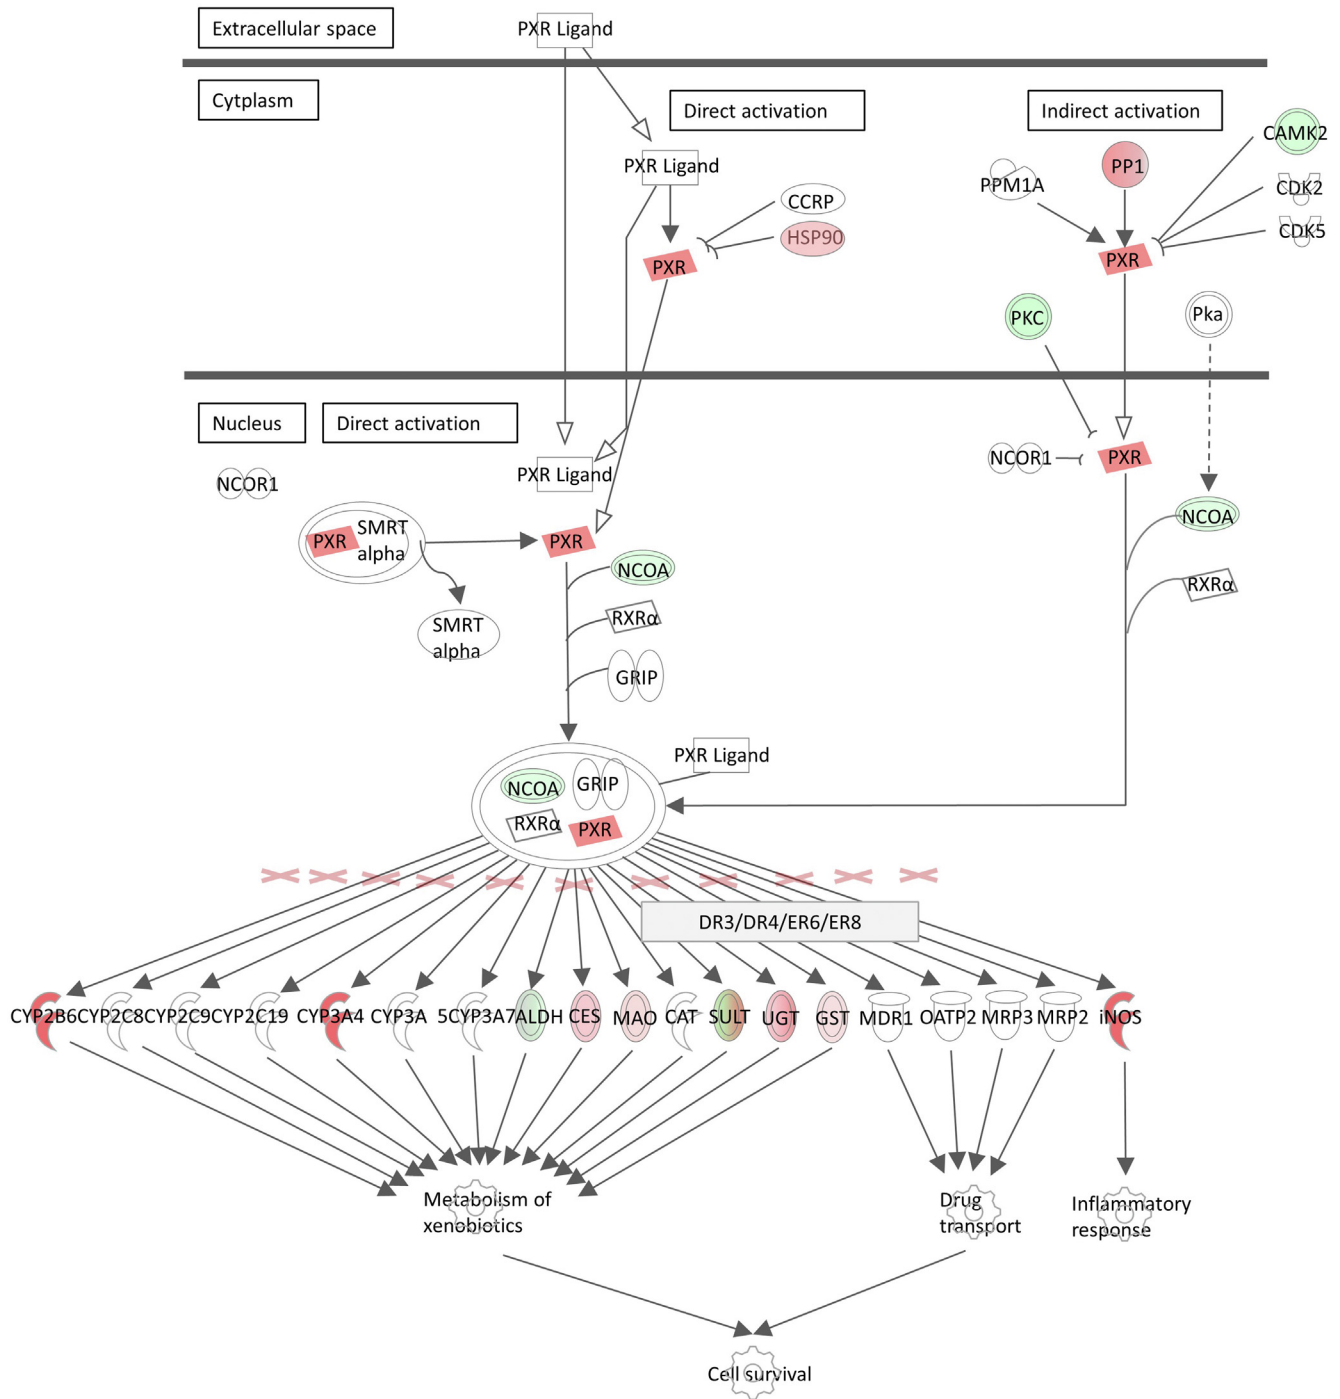 Extracellular space
PXR Ligand
Cytplasm
Direct activation
Indirect activation
CAMK2
PP1
PXR Ligand
PPM1A
CDK2
CCRP
CDK5
HSP90
PXR
PXR
PKC
Pka
Nucleus
Direct activation
NCOR1
PXR
PXR Ligand
NCOR1
NCOA
PXR
SMRT
alpha
PXR
NCOA
RXRα
RXRα
SMRT
alpha
GRIP
PXR Ligand
NCOA
GRIP
RXRα
PXR
DR3/DR4/ER6/ER8
CYP2B6 CYP2C8 CYP2C9 CYP2C19 CYP3A4 CYP3A 5CYP3A7 ALDH CES MAO CAT SULT UGT GST MDR1 OATP2 MRP3 MRP2 iNOS
Metabolism of
xenobiotics
Drug
transport
Inflammatory
response
Cell survival